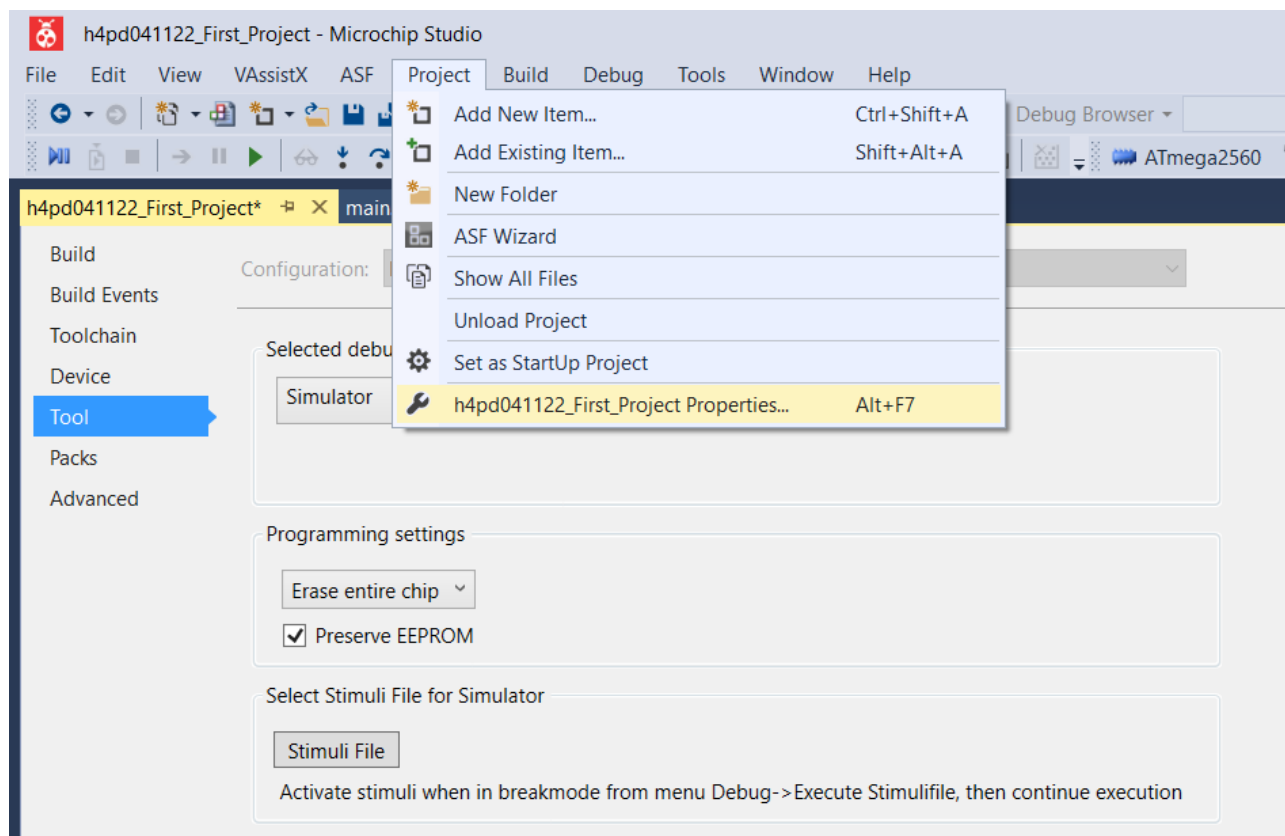 h4pd041122_First_Project - Microchip Studio
File Edit View VAssistX ASF Project Build Debug Tools Window Help
Add New Item... Ctrl+Shift+A
Debug Browser
Add Existing Item... Shift+Alt+A
ATmega2560
New Folder
h4pd041122_First_Project* main
ASF Wizard
Build
Configuration:
Show All Files
Build Events
Unload Project
Toolchain
Selected debu
Set as StartUp Project
Device
Simulator
h4pd041122_First_Project Properties... Alt+F7
Tool
Packs
Advanced
Programming settings
Erase entire chip
Preserve EEPROM
Select Stimuli File for Simulator
Stimuli File
Activate stimuli when in breakmode from menu Debug->Execute Stimulifile, then continue execution